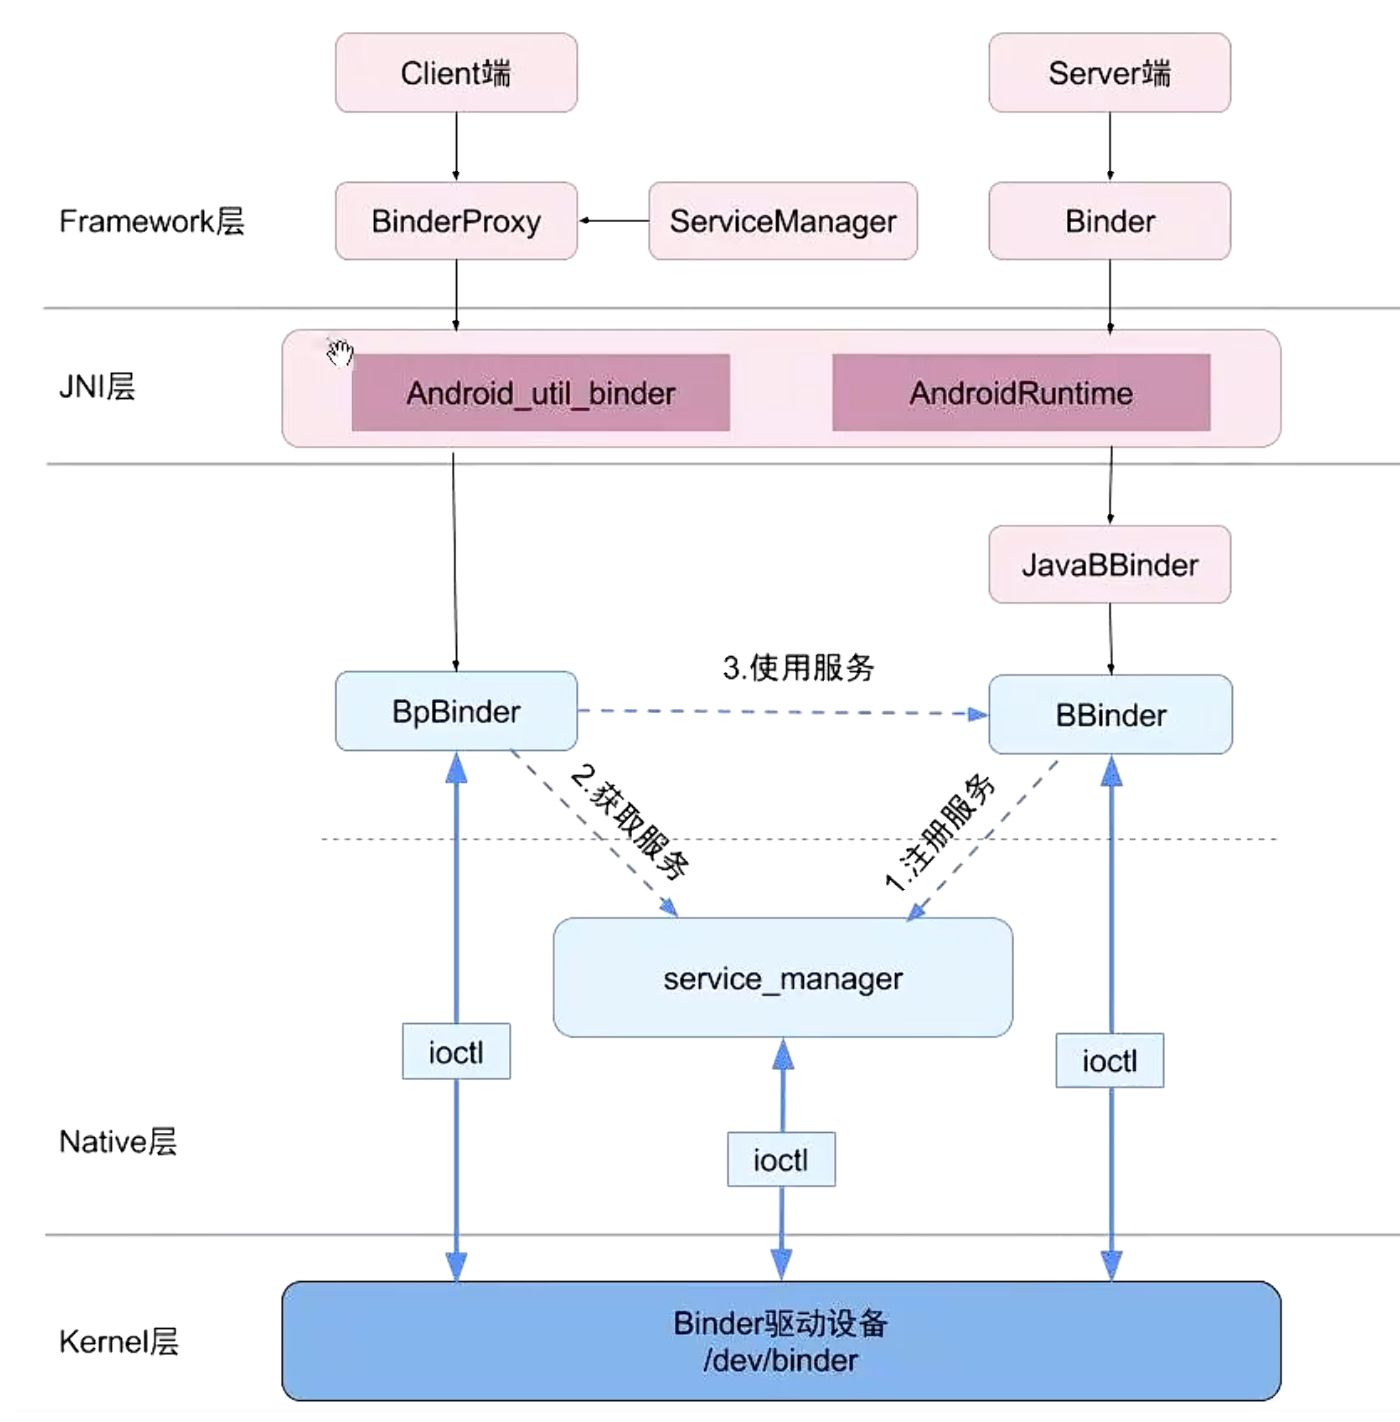 Client端
Server端
Framework层
BinderProxy
ServiceManager
Binder
JNI层
Android_util_binder
AndroidRuntime
JavaBBinder
3.使用服务
BpBinder
BBinder
2.获取服务
1.注册服务
service_manager
ioctl
ioctl
Native层
ioctl
Kernel层
Binder驱动设备
/dev/binder